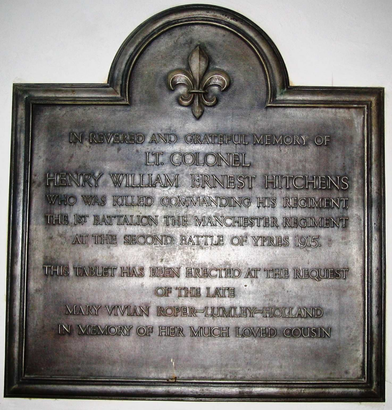 IN REVERED AND GRATEFUL MEMORY OF
LT. COLONEL
HENRY WILLIAM ERNEST HITCHENS
WHO WAS KILLED COMMANDING HIS REGIMENT
THE 1ST BATTALION THE MANCHESTER REGIMENT
AT THE SECOND BATTLE OF YPRES 1915.
THIS TABLET HAS BEEN ERECTED AT THE REQUEST
OF THE LATE
MARY VIVIAN ROPER-LUMLEY-HOLLAND
IN MEMORY OF HER MUCH LOVED COUSIN